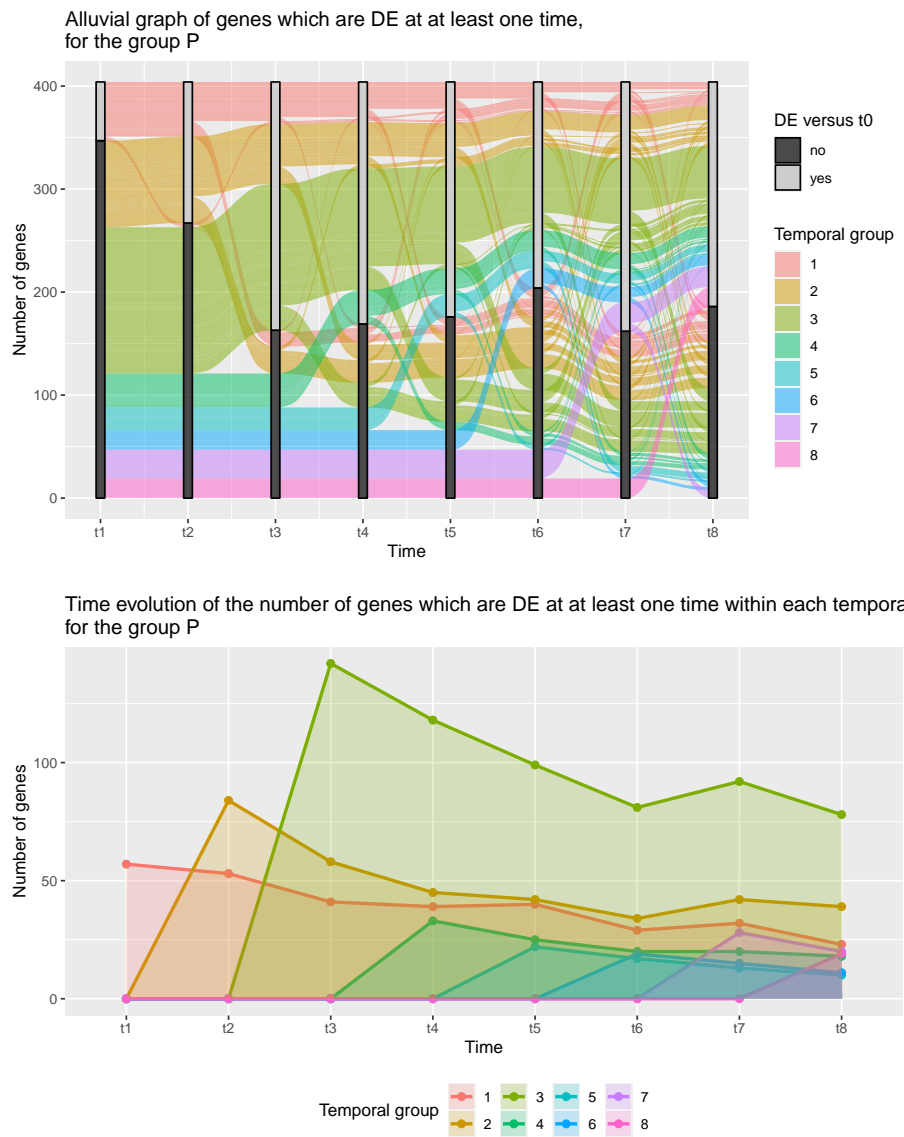 Alluvial graph of genes which are DE at at least one time,
for the group P
Number of genes
400
300
200
100
0
t1 t2 t3 t4 t5 t6 t7 t8
Time
DE versus t0
no
yes
Temporal group
1
2
3
4
5
6
7
8
Time evolution of the number of genes which are DE at at least one time within each tempora
for the group P
Number of genes
100
50
0
t1 t2 t3 t4 t5 t6 t7 t8
Time
Temporal group
1 3 5 7
2 4 6 8